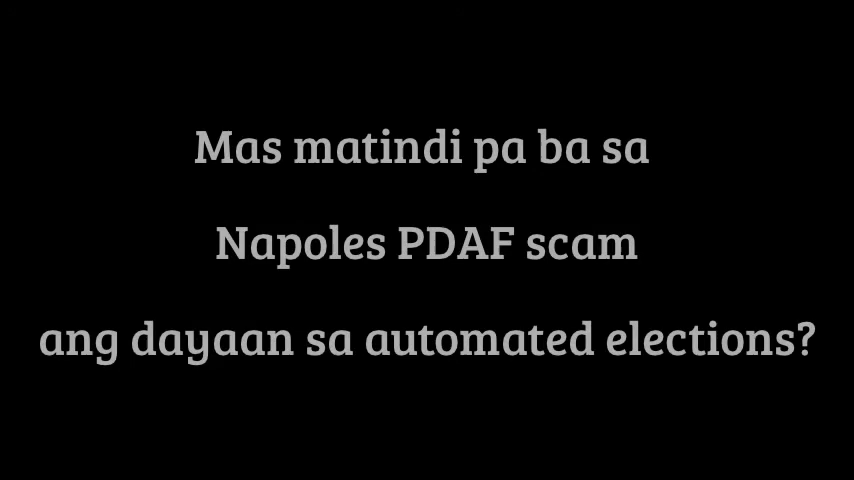 Mas matindi pa ba sa
Napoles PDAF scam
ang dayaan sa automated elections?